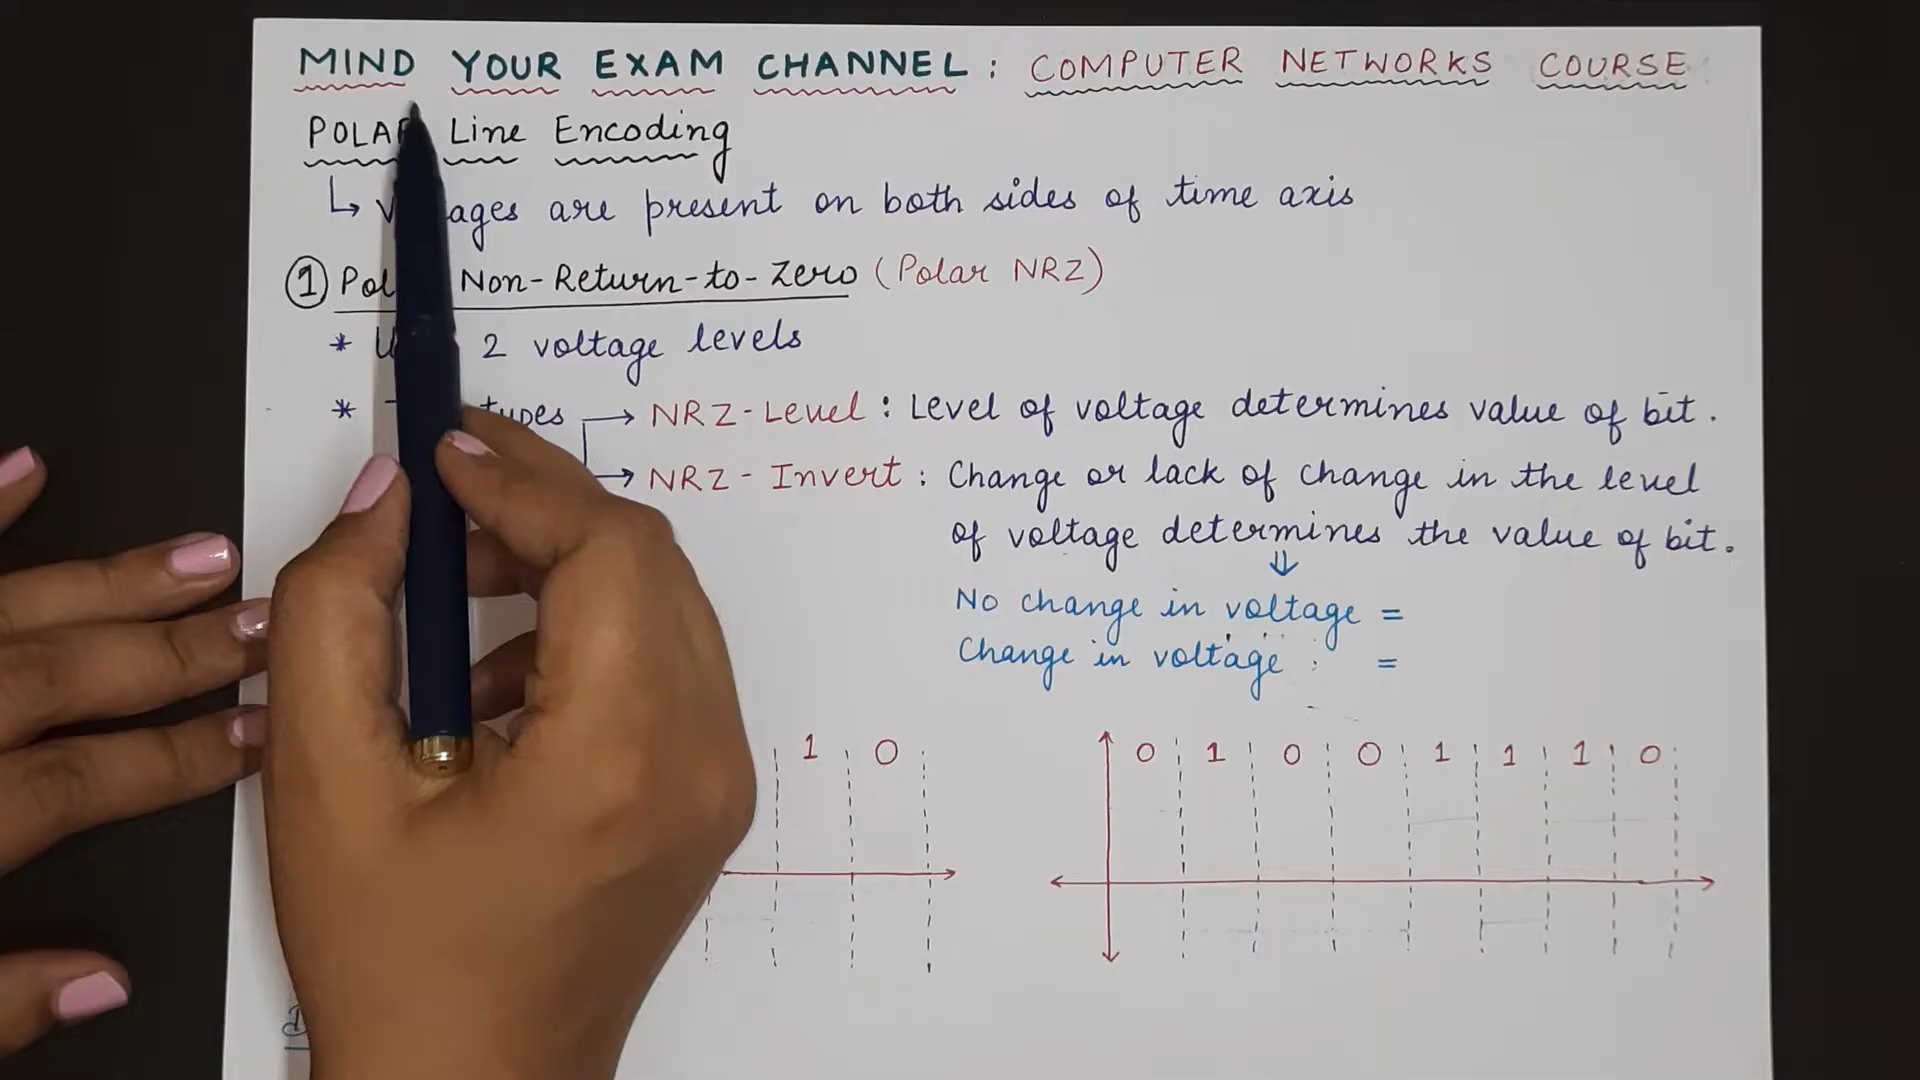 MIND YOUR EXAM CHANNEL : COMPUTER NETWORKS COURSE
POLAR Line Encoding
↳ are present on both sides of time axis
① Non-Return-to-Zero (Polar NRZ)
* 2 voltage levels
* types → NRZ-Level : Level of voltage determines value of bit.
→ NRZ - Invert : Change or lack of change in the level
of voltage determines the value of bit.
⇓
No change in voltage =
Change in voltage =
1 0
0 1 0 0 1 1 1 0